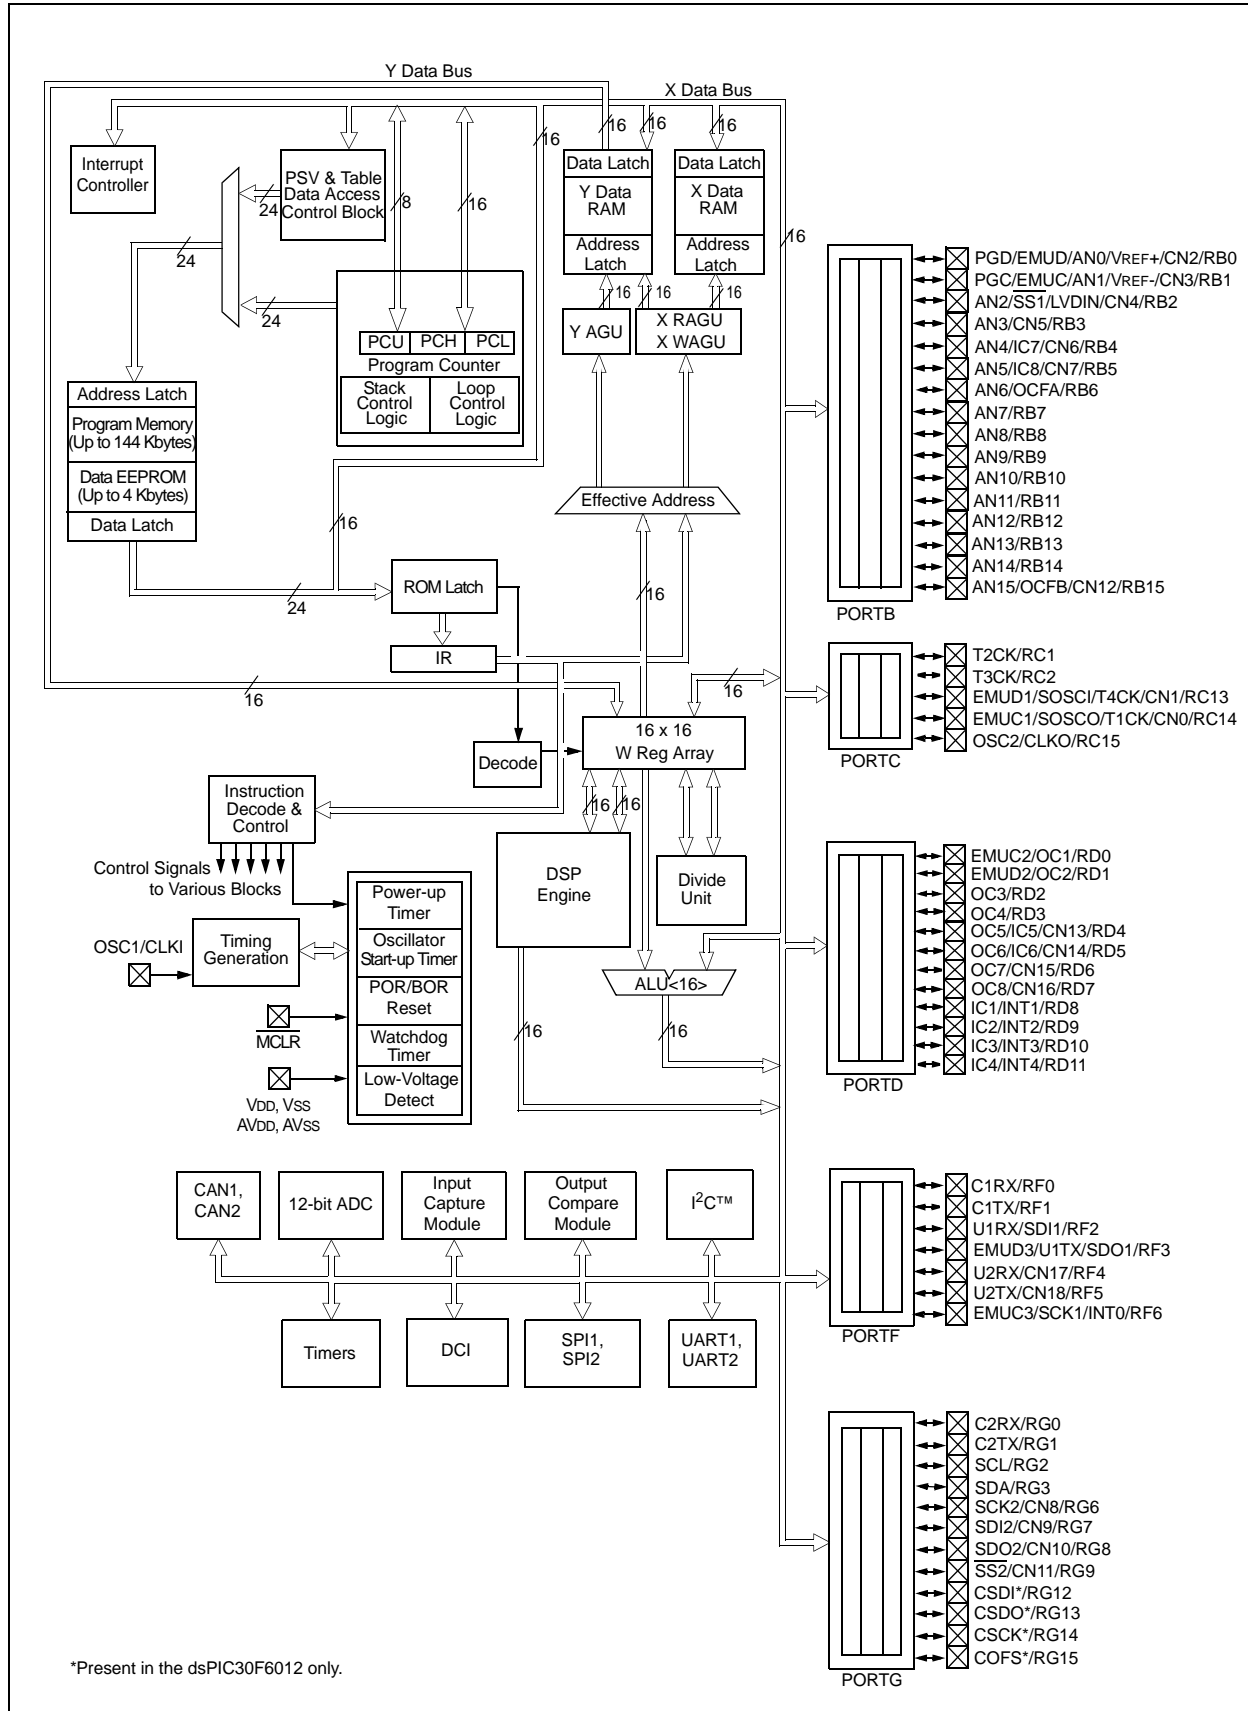 Y Data Bus
X Data Bus
16
16
16
16
Interrupt
Controller
PSV & Table
Data Access
Control Block
24
8
16
24
24
Data Latch
Y Data
RAM
Address
Latch
Data Latch
X Data
RAM
Address
Latch
16
16
16
16
Y AGU
X RAGU
X WAGU
PCU
PCH
PCL
Program Counter
Stack
Control
Logic
Loop
Control
Logic
Address Latch
Program Memory
(Up to 144 Kbytes)
Data EEPROM
(Up to 4 Kbytes)
Data Latch
16
24
Effective Address
16
ROM Latch
IR
16
16
16 x 16
W Reg Array
Decode
16
16
Instruction
Decode &
Control
Control Signals
to Various Blocks
DSP
Engine
Divide
Unit
OSC1/CLKI
Timing
Generation
Power-up
Timer
Oscillator
Start-up Timer
POR/BOR
Reset
Watchdog
Timer
Low-Voltage
Detect
MCLR
VDD, VSS
AVDD, AVSS
ALU<16>
16
16
CAN1,
CAN2
12-bit ADC
Input
Capture
Module
Output
Compare
Module
I²C™
Timers
DCI
SPI1,
SPI2
UART1,
UART2
PGD/EMUD/AN0/VREF+/CN2/RB0
PGC/EMUC/AN1/VREF-/CN3/RB1
AN2/SS1/LVDIN/CN4/RB2
AN3/CN5/RB3
AN4/IC7/CN6/RB4
AN5/IC8/CN7/RB5
AN6/OCFA/RB6
AN7/RB7
AN8/RB8
AN9/RB9
AN10/RB10
AN11/RB11
AN12/RB12
AN13/RB13
AN14/RB14
AN15/OCFB/CN12/RB15
PORTB
T2CK/RC1
T3CK/RC2
EMUD1/SOSCI/T4CK/CN1/RC13
EMUC1/SOSCO/T1CK/CN0/RC14
OSC2/CLKO/RC15
PORTC
EMUC2/OC1/RD0
EMUD2/OC2/RD1
OC3/RD2
OC4/RD3
OC5/IC5/CN13/RD4
OC6/IC6/CN14/RD5
OC7/CN15/RD6
OC8/CN16/RD7
IC1/INT1/RD8
IC2/INT2/RD9
IC3/INT3/RD10
IC4/INT4/RD11
PORTD
C1RX/RF0
C1TX/RF1
U1RX/SDI1/RF2
EMUD3/U1TX/SDO1/RF3
U2RX/CN17/RF4
U2TX/CN18/RF5
EMUC3/SCK1/INT0/RF6
PORTF
C2RX/RG0
C2TX/RG1
SCL/RG2
SDA/RG3
SCK2/CN8/RG6
SDI2/CN9/RG7
SDO2/CN10/RG8
SS2/CN11/RG9
CSDI*/RG12
CSDO*/RG13
CSCK*/RG14
COFS*/RG15
PORTG
*Present in the dsPIC30F6012 only.